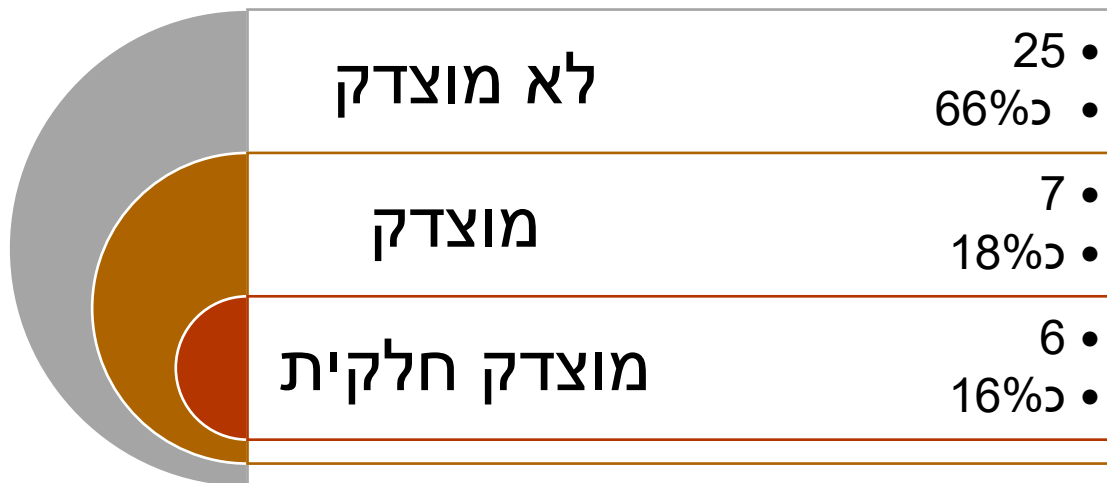 לא מוצדק
• 25
• כ66%
מוצדק
• 7
• כ18%
מוצדק חלקית
• 6
• כ16%